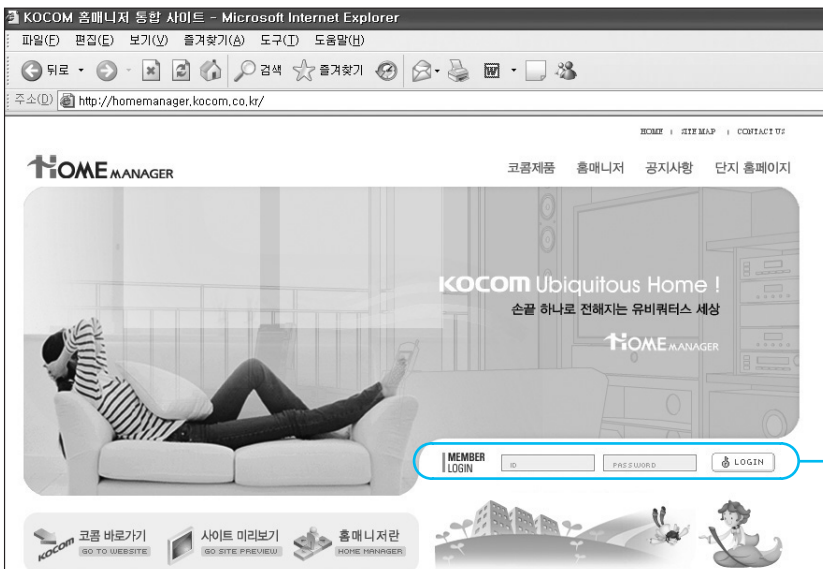 KOCOM 홈매니저 통합 사이트 - Microsoft Internet Explorer
파일(F) 편집(E) 보기(V) 즐겨찾기(A) 도구(T) 도움말(H)
뒤로 검색 즐겨찾기
주소(D) http://homemanager.kocom.co.kr/
HOME | SITE MAP | CONTACT US
HOME MANAGER 코콤제품 홈매니저 공지사항 단지 홈페이지
KOCOM Ubiquitous Home !
손끝 하나로 전해지는 유비쿼터스 세상
HOME MANAGER
MEMBER
LOGIN ID PASSWORD LOGIN
KOCOM 코콤 바로가기 사이트 미리보기 홈매니저란
GO TO WEBSITE GO SITE PREVIEW HOME MANAGER